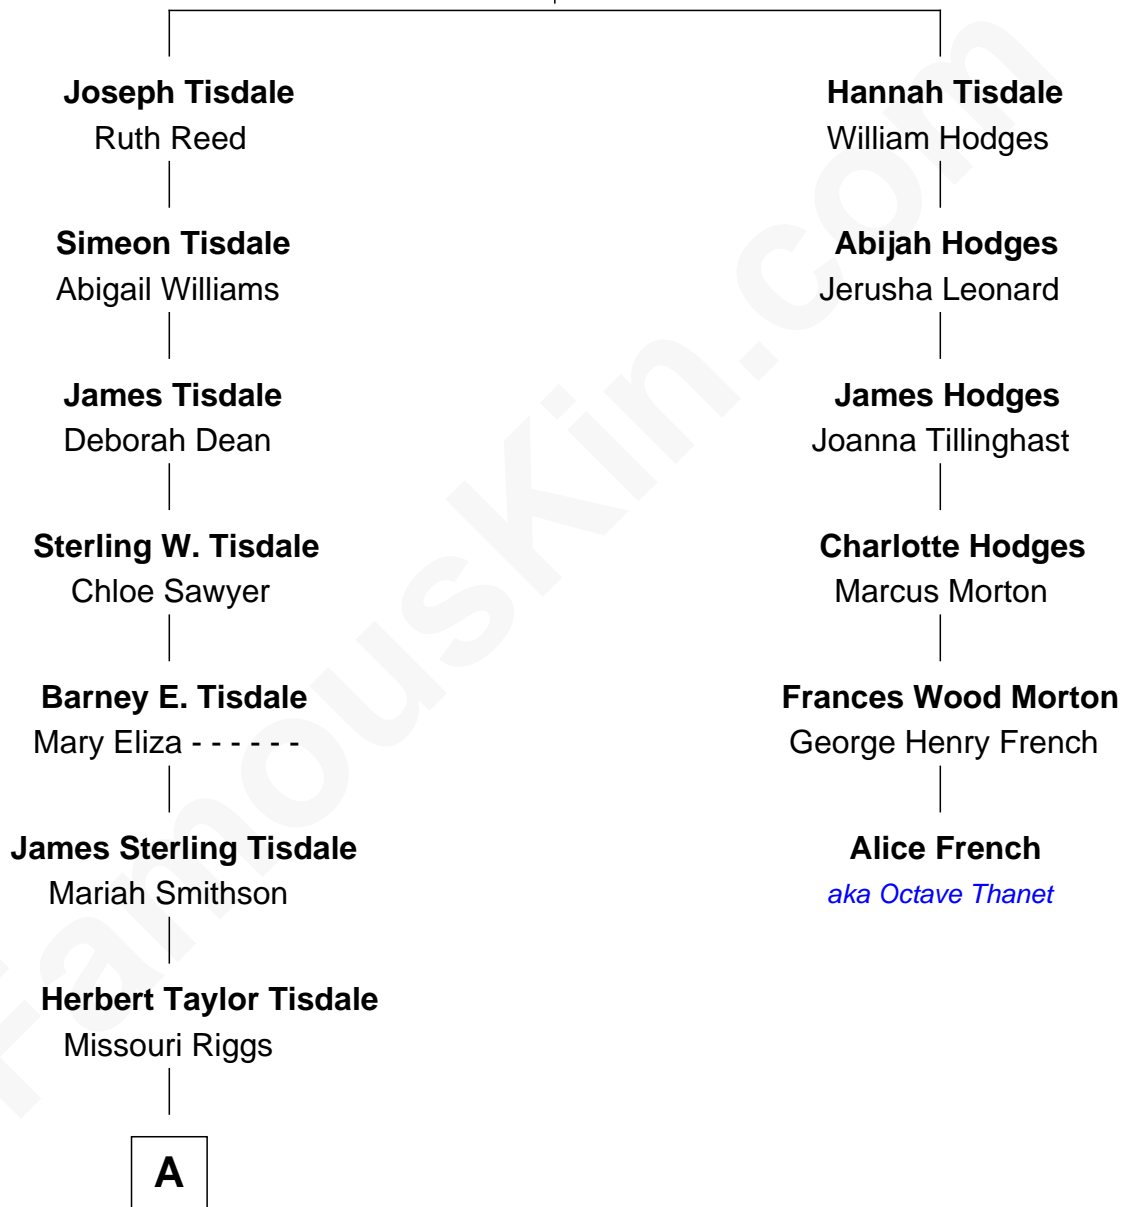 Joseph Tisdale
Ruth Reed
Hannah Tisdale
William Hodges
Simeon Tisdale
Abigail Williams
Abijah Hodges
Jerusha Leonard
James Tisdale
Deborah Dean
James Hodges
Joanna Tillinghast
Sterling W. Tisdale
Chloe Sawyer
Charlotte Hodges
Marcus Morton
Barney E. Tisdale
Mary Eliza - - - - - -
Frances Wood Morton
George Henry French
James Sterling Tisdale
Mariah Smithson
Alice French
aka Octave Thanet
Herbert Taylor Tisdale
Missouri Riggs
A
FamousKin.com